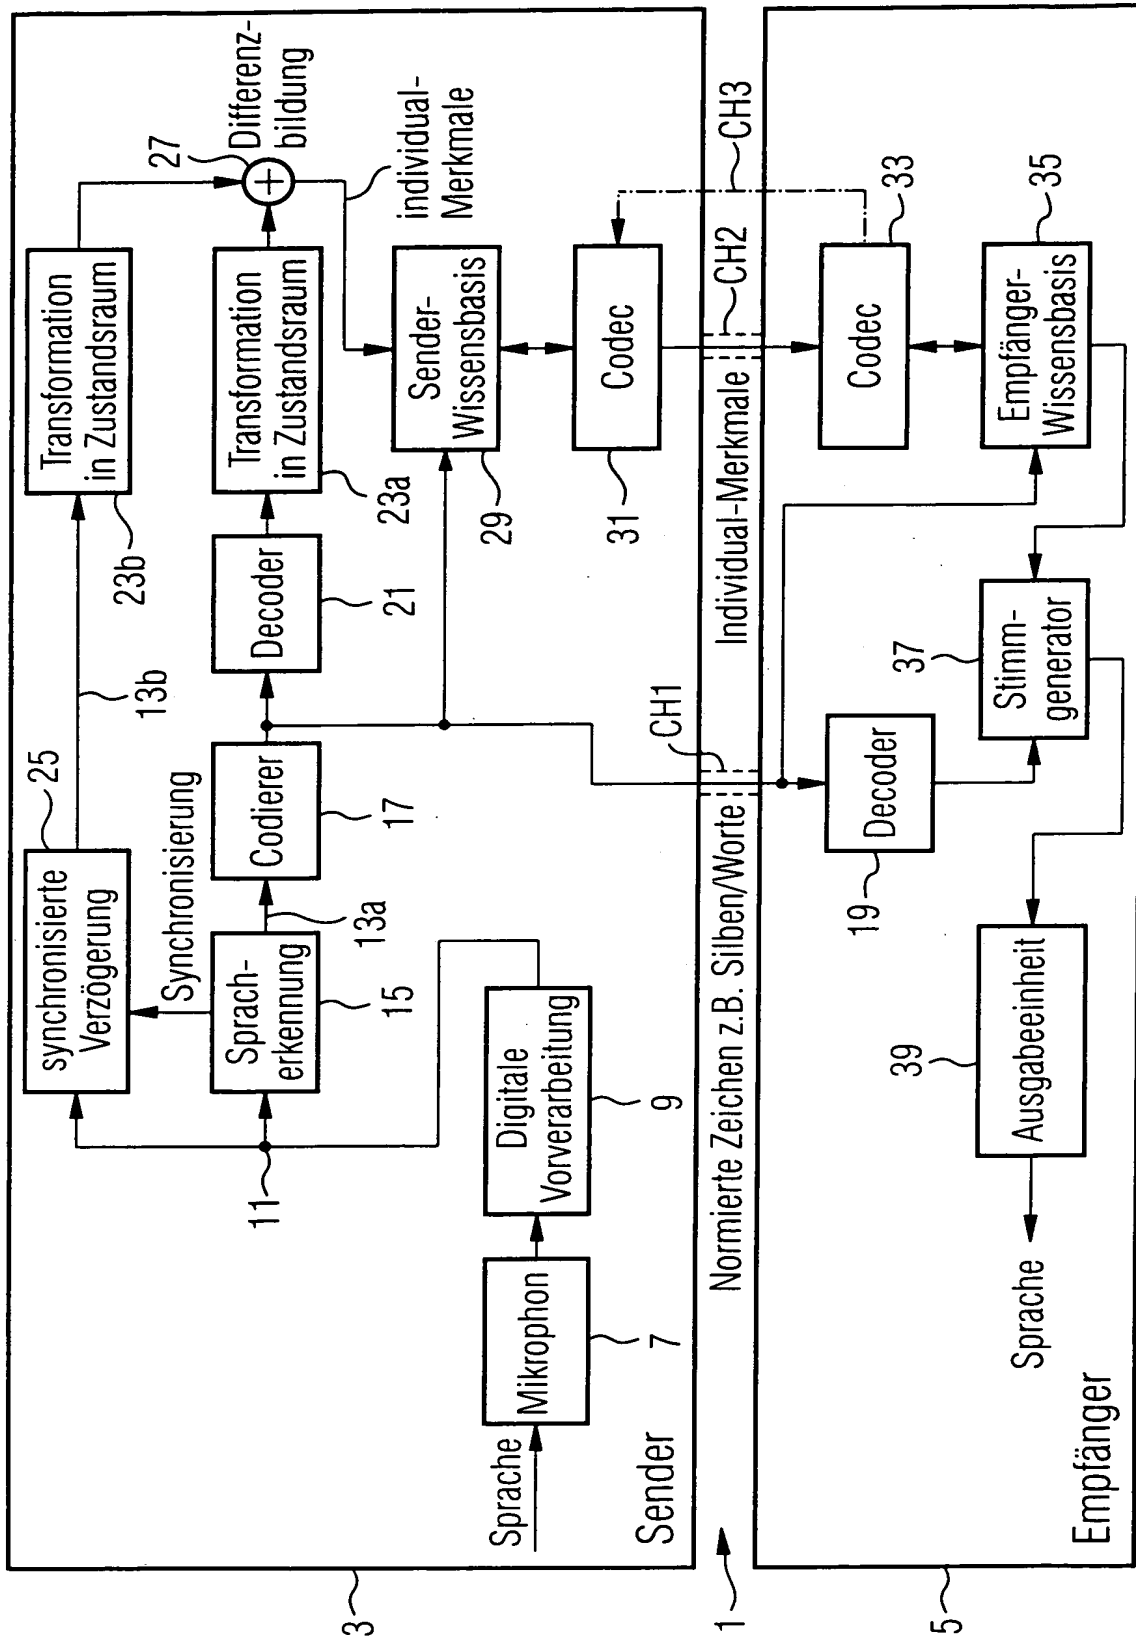 synchronisierte
Verzögerung
25
13b
Transformation
in Zustandsraum
23b
27
Differenz-
bildung
Synchronisierung
11
Sprach-
erkennung
15
13a
Codierer
17
Decoder
21
Transformation
in Zustandsraum
23a
individual-
Merkmale
Sprache
Mikrophon
7
Digitale
Vorverarbeitung
9
Sender-
Wissensbasis
29
Codec
31
Sender
3
1
Normierte Zeichen z.B. Silben/Worte
CH1
Individual-Merkmale
CH2
CH3
Decoder
19
Codec
33
Sprache
Ausgabeeinheit
39
Stimm-
generator
37
Empfänger-
Wissensbasis
35
Empfänger
5